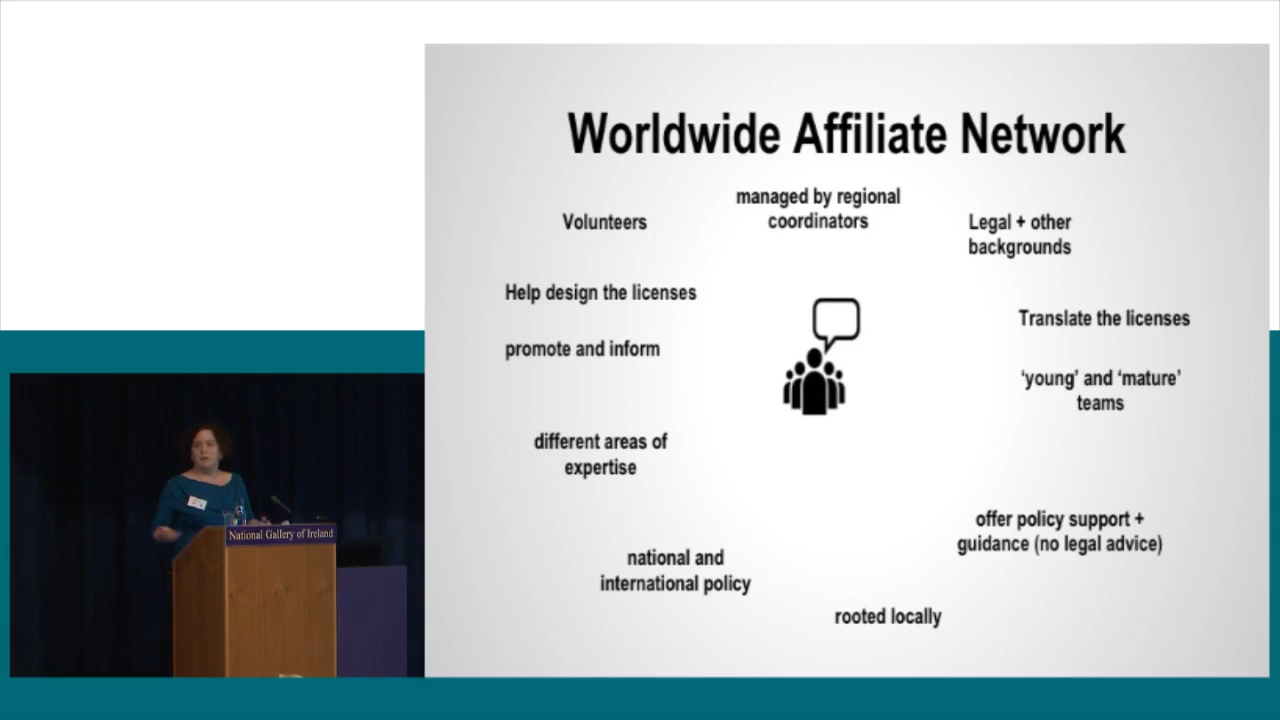 Worldwide Affiliate Network
managed by regional
coordinators
Volunteers
Legal + other
backgrounds
Help design the licenses
Translate the licenses
promote and inform
'young' and 'mature'
teams
different areas of
expertise
offer policy support +
guidance (no legal advice)
national and
international policy
rooted locally
National Gallery of Ireland